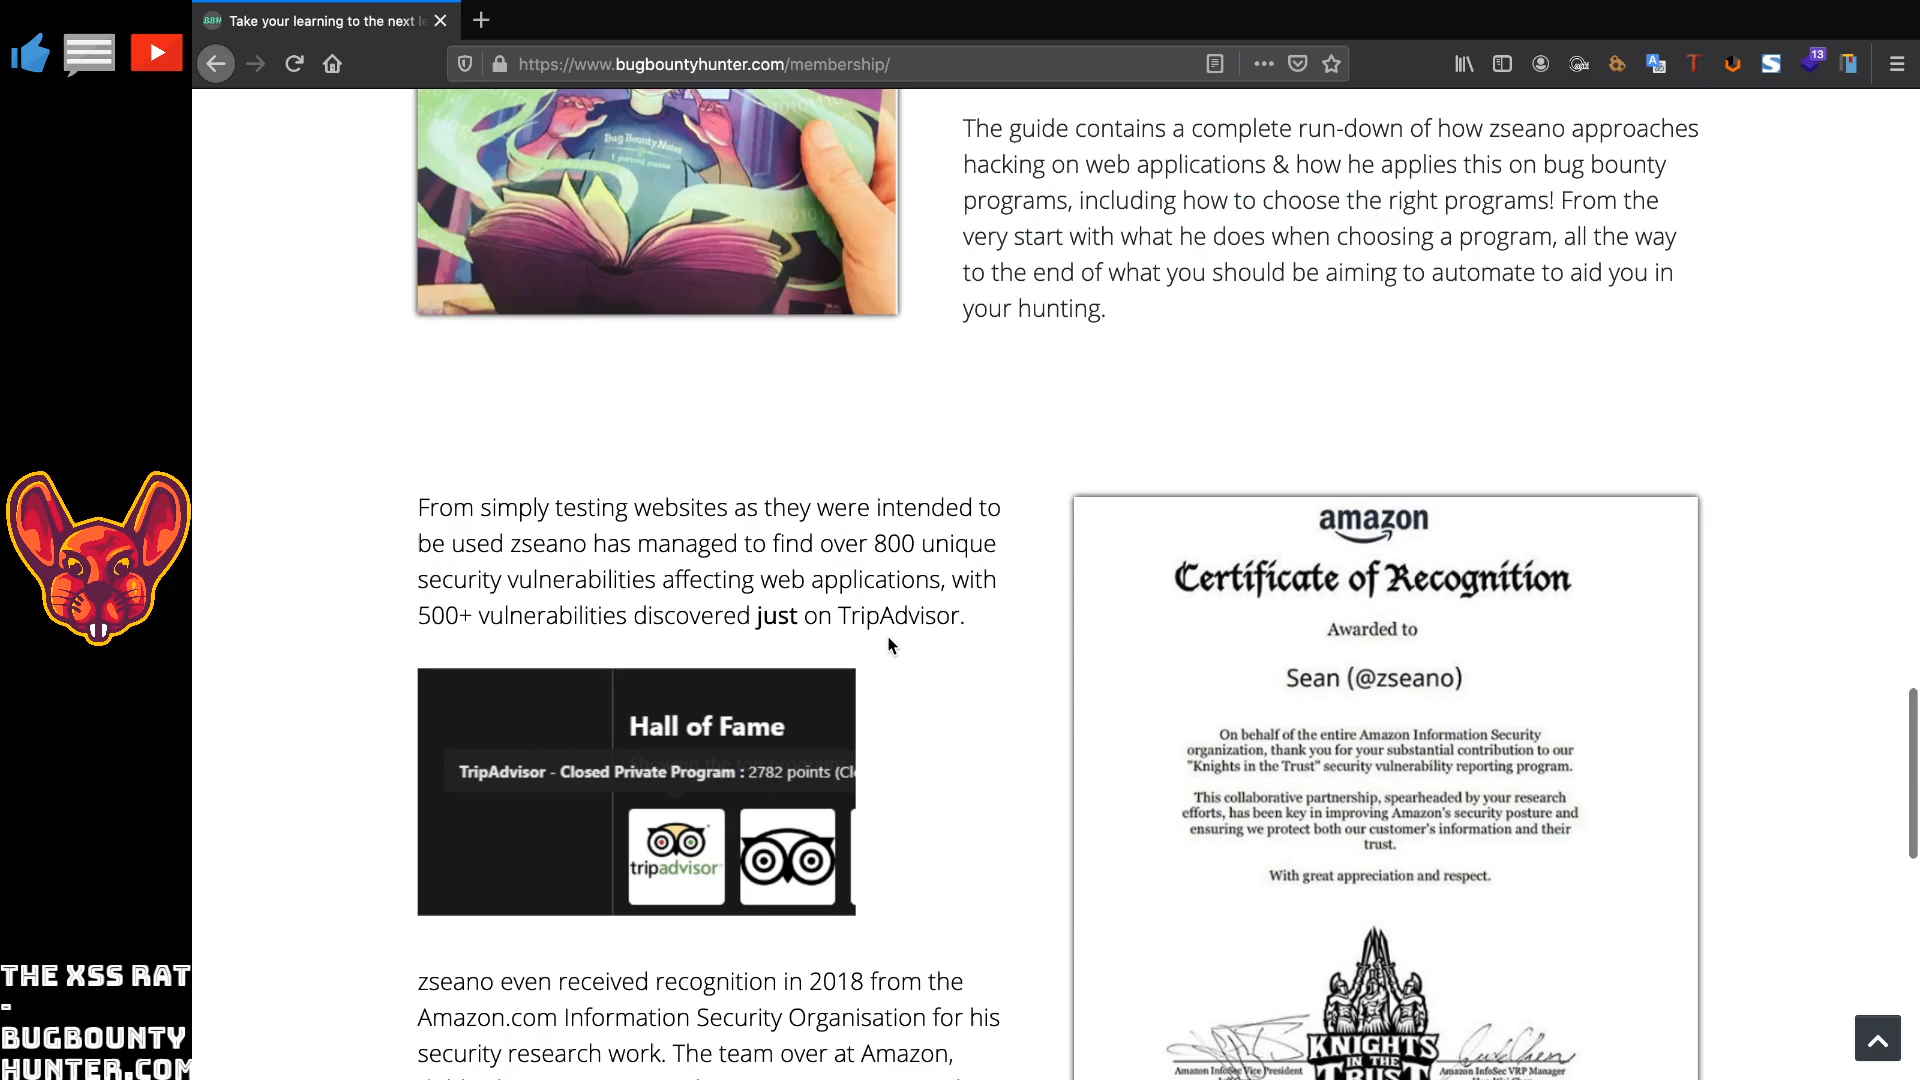 BBH Take your learning to the next le
https://www.bugbountyhunter.com/membership/
13
Bug Bounty Notes
The guide contains a complete run-down of how zseano approaches
hacking on web applications & how he applies this on bug bounty
programs, including how to choose the right programs! From the
very start with what he does when choosing a program, all the way
to the end of what you should be aiming to automate to aid you in
your hunting.
From simply testing websites as they were intended to
be used zseano has managed to find over 800 unique
security vulnerabilities affecting web applications, with
500+ vulnerabilities discovered just on TripAdvisor.
Hall of Fame
TripAdvisor - Closed Private Program : 2782 points (Cl
tripadvisor
zseano even received recognition in 2018 from the
Amazon.com Information Security Organisation for his
security research work. The team over at Amazon,
amazon
Certificate of Recognition
Awarded to
Sean (@zseano)
On behalf of the entire Amazon Information Security
organization, thank you for your substantial contribution to our
"Knights in the Trust" security vulnerability reporting program.
This collaborative partnership, spearheaded by your research
efforts, has been key in improving Amazon's security posture and
ensuring we protect both our customer's information and their
trust.
With great appreciation and respect.
KNIGHTS
IN THE
TRUST
Amazon InfoSec Vice President
Amazon InfoSec VRP Manager
THE XSS RAT
-
BUGBOUNTY
HUNTER.COM